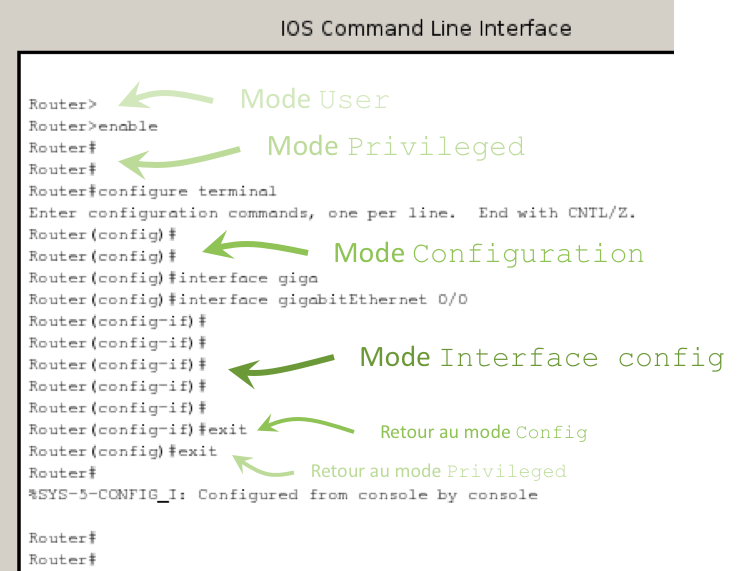 IOS Command Line Interface
Router> Mode User
Router>enable
Router# Mode Privileged
Router#
Router#configure terminal
Enter configuration commands, one per line.  End with CNTL/Z.
Router(config)#
Router(config)# Mode Configuration
Router(config)#interface giga
Router(config)#interface gigabitEthernet 0/0
Router(config-if)#
Router(config-if)#
Router(config-if)# Mode Interface config
Router(config-if)#
Router(config-if)#
Router(config-if)#exit Retour au mode Config
Router(config)#exit
Router# Retour au mode Privileged
%SYS-5-CONFIG_I: Configured from console by console
Router#
Router#